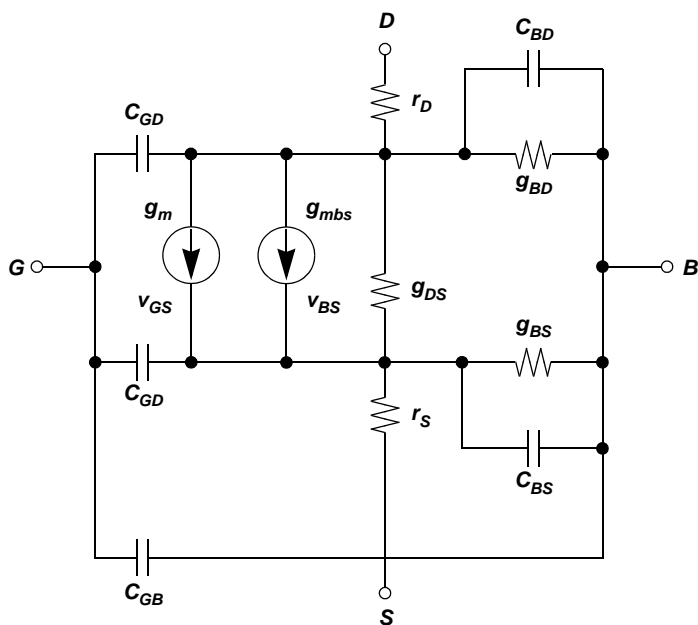 D
C_BD
r_D
C_GD
g_BD
g_m
g_mbs
G
B
g_DS
v_GS
v_BS
g_BS
C_GD
r_S
C_BS
C_GB
S